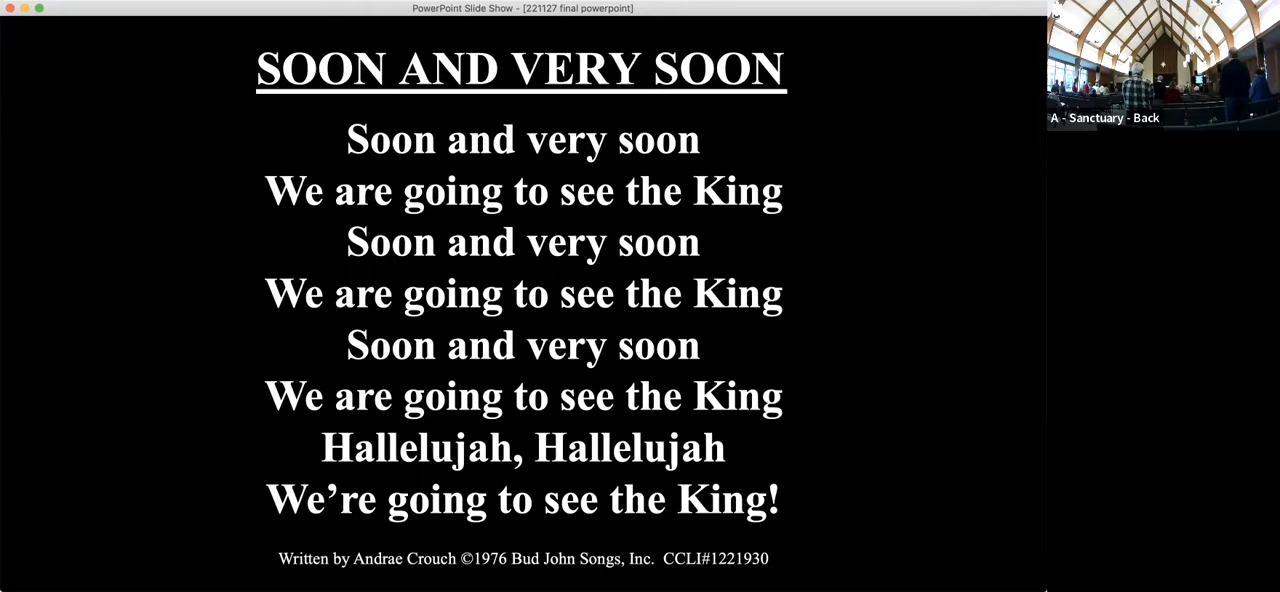 PowerPoint Slide Show - [221127 final powerpoint]
SOON AND VERY SOON
Soon and very soon
We are going to see the King
Soon and very soon
We are going to see the King
Soon and very soon
We are going to see the King
Hallelujah, Hallelujah
We’re going to see the King!
Written by Andrae Crouch ©1976 Bud John Songs, Inc.  CCLI#1221930
A - Sanctuary - Back